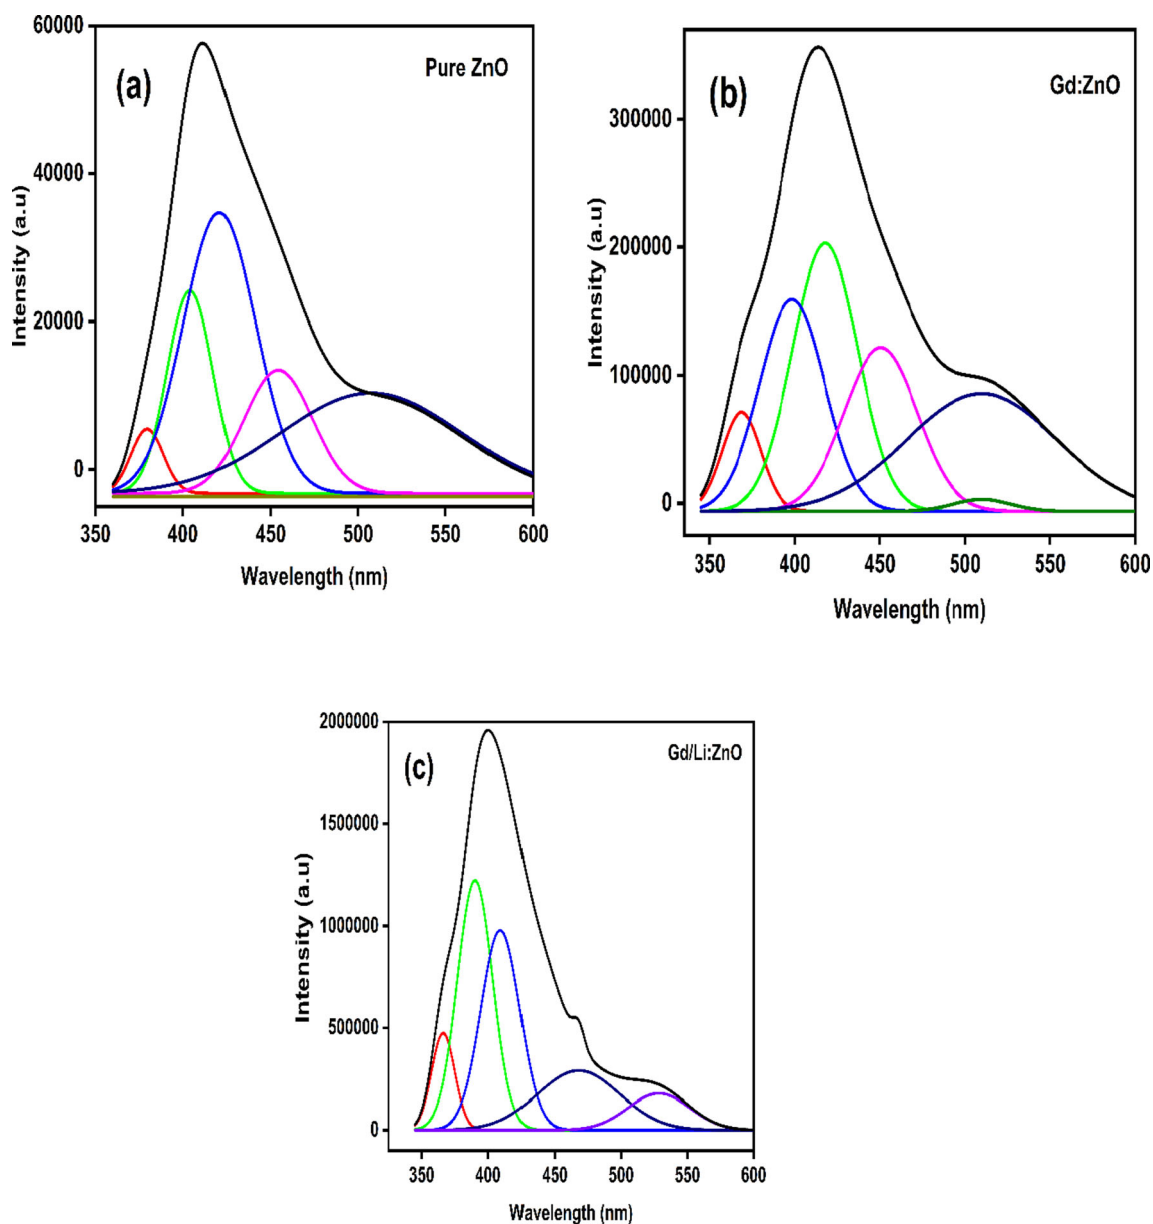 (a)
Pure ZnO
60000
40000
20000
0
Intensity (a.u)
350
400
450
500
550
600
Wavelength (nm)
(b)
Gd:ZnO
300000
200000
100000
0
Intensity (a.u)
350
400
450
500
550
600
Wavelength (nm)
(c)
Gd/Li:ZnO
2000000
1500000
1000000
500000
0
Intensity (a.u)
350
400
450
500
550
600
Wavelength (nm)